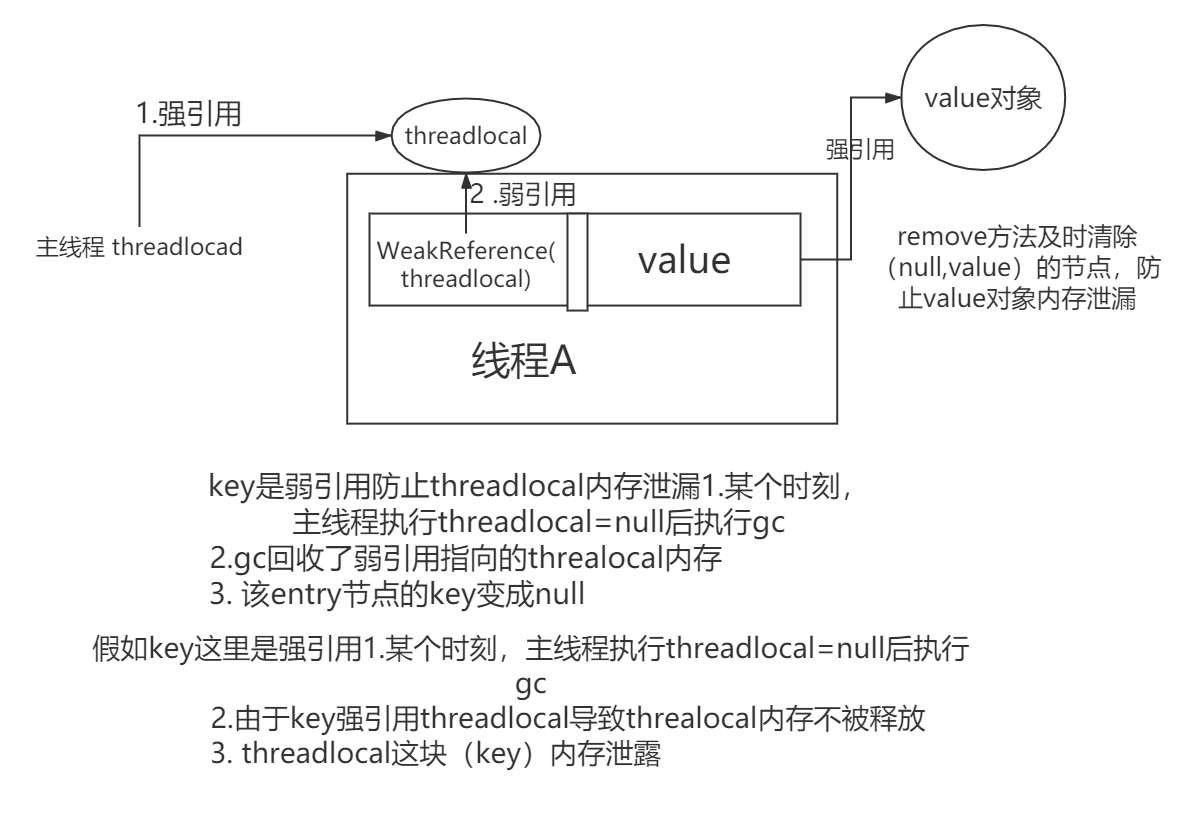 1.强引用
threadlocal
value对象
强引用
2 .弱引用
主线程 threadlocad
WeakReference(
threadlocal)
value
remove方法及时清除
（null,value）的节点，防
止value对象内存泄漏
线程A
key是弱引用防止threadlocal内存泄漏1.某个时刻，
主线程执行threadlocal=null后执行gc
2.gc回收了弱引用指向的threalocal内存
3. 该entry节点的key变成null
假如key这里是强引用1.某个时刻，主线程执行threadlocal=null后执行
gc
2.由于key强引用threadlocal导致threalocal内存不被释放
3. threadlocal这块（key）内存泄露